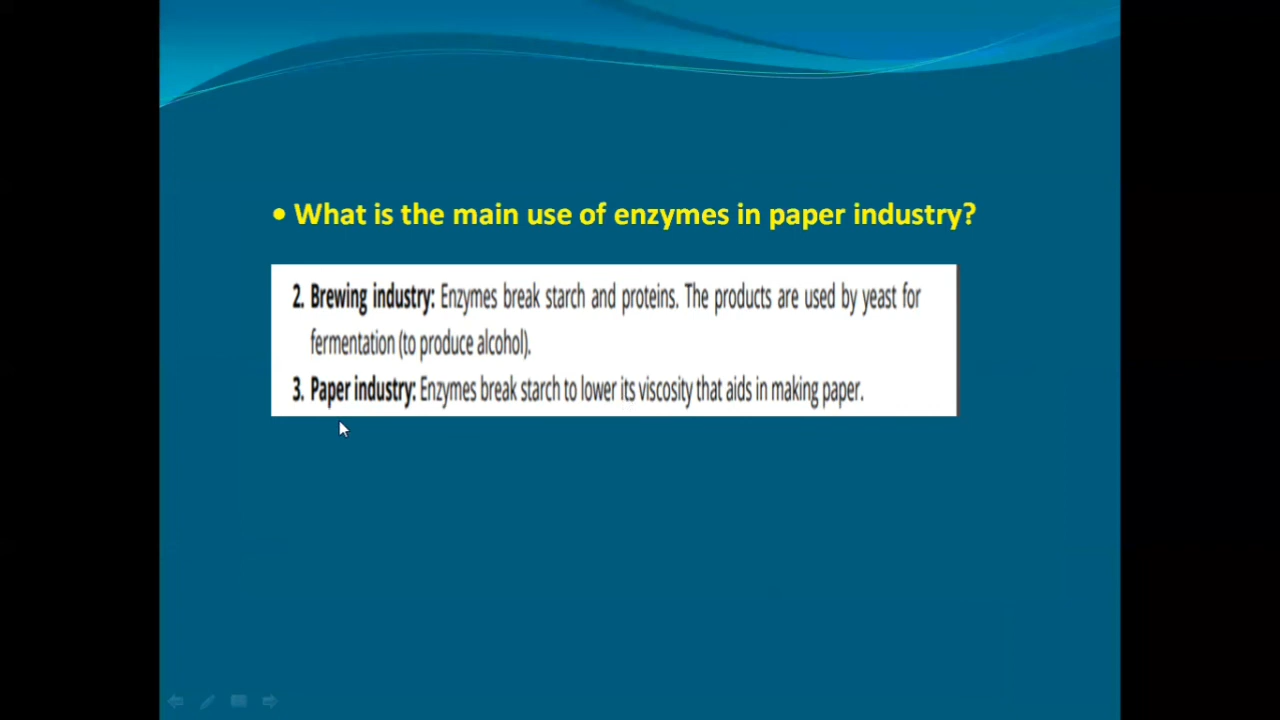 • What is the main use of enzymes in paper industry?
2. Brewing industry: Enzymes break starch and proteins. The products are used by yeast for
fermentation (to produce alcohol).
3. Paper industry: Enzymes break starch to lower its viscosity that aids in making paper.